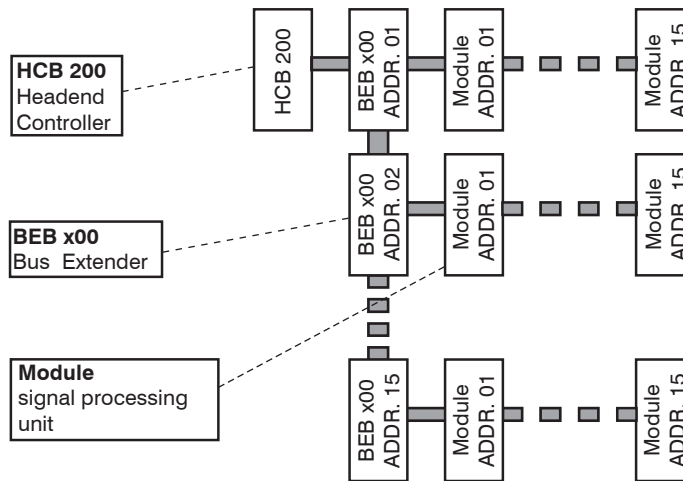 HCB 200
Headend
Controller
HCB 200
BEB x00
ADDR. 01
Module
ADDR. 01
Module
ADDR. 15
BEB x00
Bus Extender
BEB x00
ADDR. 02
Module
ADDR. 01
Module
ADDR. 15
Module
signal processing
unit
BEB x00
ADDR. 15
Module
ADDR. 01
Module
ADDR. 15